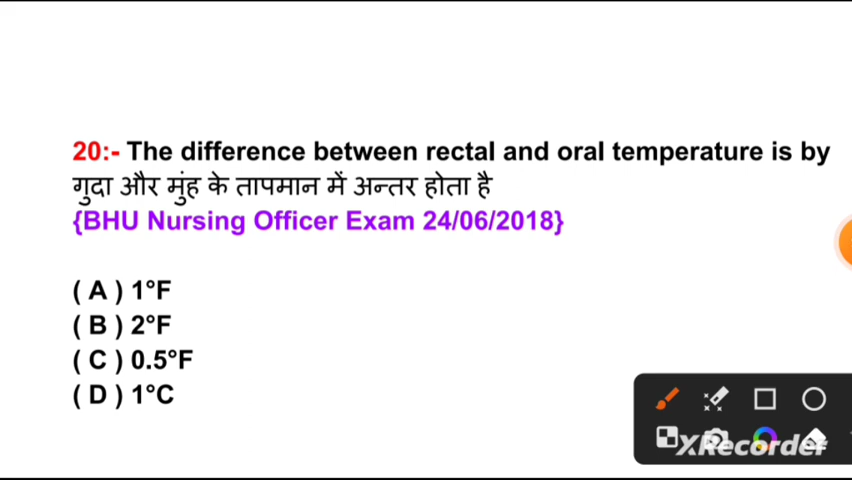 20:- The difference between rectal and oral temperature is by
गुदा और मुंह के तापमान में अन्तर होता है
{BHU Nursing Officer Exam 24/06/2018}
( A ) 1°F
( B ) 2°F
( C ) 0.5°F
( D ) 1°C
XRecorder